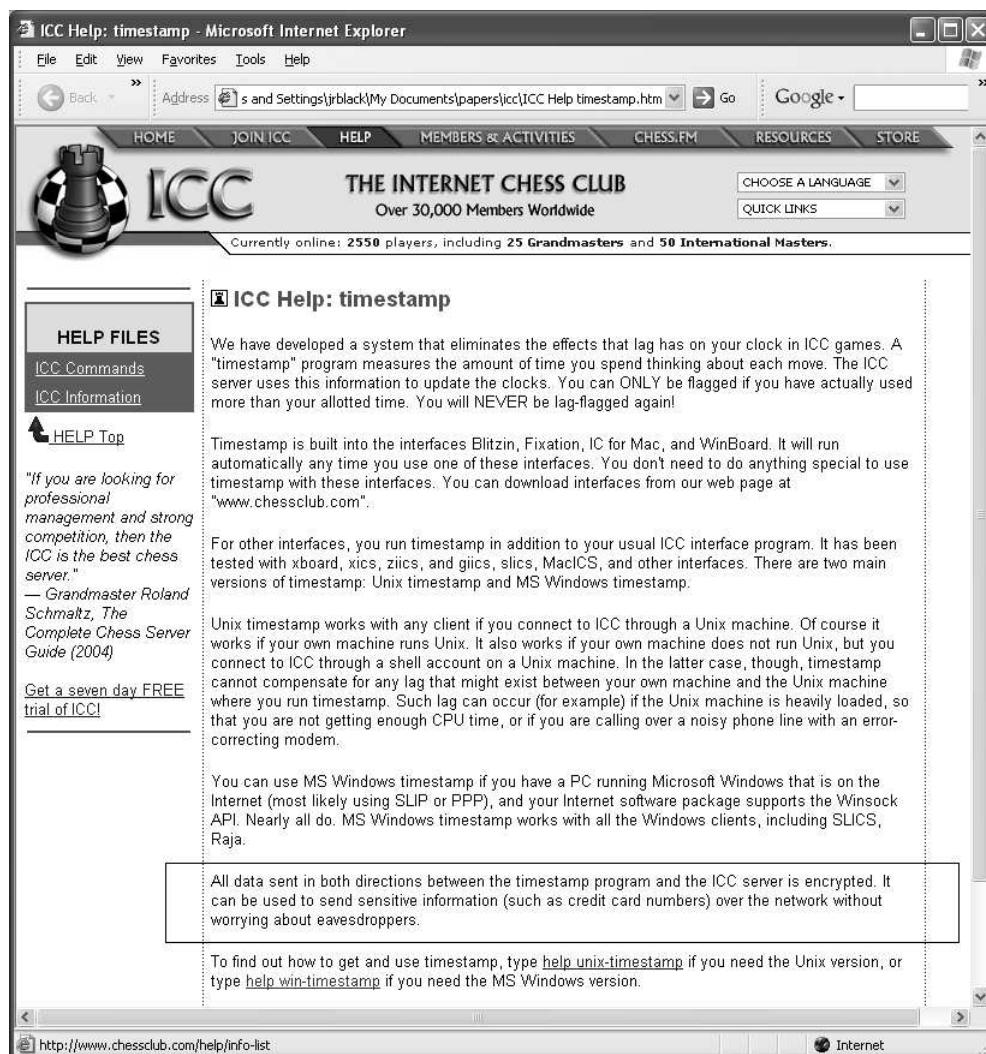 ICC Help: timestamp - Microsoft Internet Explorer
File Edit View Favorites Tools Help
Back » Address s and Settings\jrblack\My Documents\papers\icc\ICC Help timestamp.htm Go Google »
HOME JOIN ICC HELP MEMBERS & ACTIVITIES CHESS.FM RESOURCES STORE
ICC
THE INTERNET CHESS CLUB
Over 30,000 Members Worldwide
CHOOSE A LANGUAGE
QUICK LINKS
Currently online: 2550 players, including 25 Grandmasters and 50 International Masters.
HELP FILES
ICC Commands
ICC Information
HELP Top
"If you are looking for
professional
management and strong
competition, then the
ICC is the best chess
server."
— Grandmaster Roland
Schmaltz, The
Complete Chess Server
Guide (2004)
Get a seven day FREE
trial of ICC!
ICC Help: timestamp
We have developed a system that eliminates the effects that lag has on your clock in ICC games. A
"timestamp" program measures the amount of time you spend thinking about each move. The ICC
server uses this information to update the clocks. You can ONLY be flagged if you have actually used
more than your allotted time. You will NEVER be lag-flagged again!
Timestamp is built into the interfaces Blitzin, Fixation, IC for Mac, and WinBoard. It will run
automatically any time you use one of these interfaces. You don't need to do anything special to use
timestamp with these interfaces. You can download interfaces from our web page at
"www.chessclub.com".
For other interfaces, you run timestamp in addition to your usual ICC interface program. It has been
tested with xboard, xics, ziics, and giics, slics, MacICS, and other interfaces. There are two main
versions of timestamp: Unix timestamp and MS Windows timestamp.
Unix timestamp works with any client if you connect to ICC through a Unix machine. Of course it
works if your own machine runs Unix. It also works if your own machine does not run Unix, but you
connect to ICC through a shell account on a Unix machine. In the latter case, though, timestamp
cannot compensate for any lag that might exist between your own machine and the Unix machine
where you run timestamp. Such lag can occur (for example) if the Unix machine is heavily loaded, so
that you are not getting enough CPU time, or if you are calling over a noisy phone line with an error-
correcting modem.
You can use MS Windows timestamp if you have a PC running Microsoft Windows that is on the
Internet (most likely using SLIP or PPP), and your Internet software package supports the Winsock
API. Nearly all do. MS Windows timestamp works with all the Windows clients, including SLICS,
Raja.
All data sent in both directions between the timestamp program and the ICC server is encrypted. It
can be used to send sensitive information (such as credit card numbers) over the network without
worrying about eavesdroppers.
To find out how to get and use timestamp, type help unix-timestamp if you need the Unix version, or
type help win-timestamp if you need the MS Windows version.
http://www.chessclub.com/help/info-list Internet